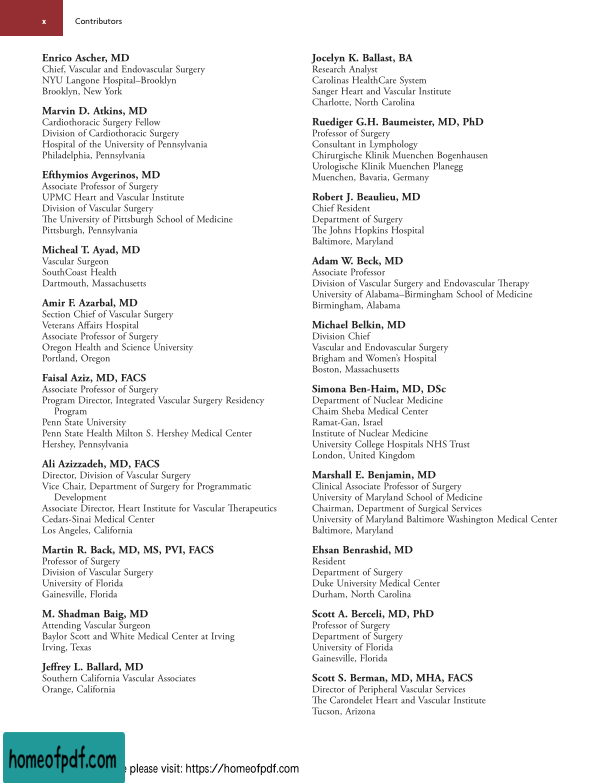 x
Contributors
Enrico Ascher, MD
Chief, Vascular and Endovascular Surgery
NYU Langone Hospital–Brooklyn
Brooklyn, New York
Marvin D. Atkins, MD
Cardiothoracic Surgery Fellow
Division of Cardiothoracic Surgery
Hospital of the University of Pennsylvania
Philadelphia, Pennsylvania
Efthymios Avgerinos, MD
Associate Professor of Surgery
UPMC Heart and Vascular Institute
Division of Vascular Surgery
The University of Pittsburgh School of Medicine
Pittsburgh, Pennsylvania
Micheal T. Ayad, MD
Vascular Surgeon
SouthCoast Health
Dartmouth, Massachusetts
Amir F. Azarbal, MD
Section Chief of Vascular Surgery
Veterans Affairs Hospital
Associate Professor of Surgery
Oregon Health and Science University
Portland, Oregon
Faisal Aziz, MD, FACS
Associate Professor of Surgery
Program Director, Integrated Vascular Surgery Residency
Program
Penn State University
Penn State Health Milton S. Hershey Medical Center
Hershey, Pennsylvania
Ali Azizzadeh, MD, FACS
Director, Division of Vascular Surgery
Vice Chair, Department of Surgery for Programmatic
Development
Associate Director, Heart Institute for Vascular Therapeutics
Cedars-Sinai Medical Center
Los Angeles, California
Martin R. Back, MD, MS, PVI, FACS
Professor of Surgery
Division of Vascular Surgery
University of Florida
Gainesville, Florida
M. Shadman Baig, MD
Attending Vascular Surgeon
Baylor Scott and White Medical Center at Irving
Irving, Texas
Jeffrey L. Ballard, MD
Southern California Vascular Associates
Orange, California
Jocelyn K. Ballast, BA
Research Analyst
Carolinas HealthCare System
Sanger Heart and Vascular Institute
Charlotte, North Carolina
Ruediger G.H. Baumeister, MD, PhD
Professor of Surgery
Consultant in Lymphology
Chirurgische Klinik Muenchen Bogenhausen
Urologische Klinik Muenchen Planegg
Muenchen, Bavaria, Germany
Robert J. Beaulieu, MD
Chief Resident
Department of Surgery
The Johns Hopkins Hospital
Baltimore, Maryland
Adam W. Beck, MD
Associate Professor
Division of Vascular Surgery and Endovascular Therapy
University of Alabama–Birmingham School of Medicine
Birmingham, Alabama
Michael Belkin, MD
Division Chief
Vascular and Endovascular Surgery
Brigham and Women's Hospital
Boston, Massachusetts
Simona Ben-Haim, MD, DSc
Department of Nuclear Medicine
Chaim Sheba Medical Center
Ramat-Gan, Israel
Institute of Nuclear Medicine
University College Hospitals NHS Trust
London, United Kingdom
Marshall E. Benjamin, MD
Clinical Associate Professor of Surgery
University of Maryland School of Medicine
Chairman, Department of Surgical Services
University of Maryland Baltimore Washington Medical Center
Baltimore, Maryland
Ehsan Benrashid, MD
Resident
Department of Surgery
Duke University Medical Center
Durham, North Carolina
Scott A. Berceli, MD, PhD
Professor of Surgery
Department of Surgery
University of Florida
Gainesville, Florida
Scott S. Berman, MD, MHA, FACS
Director of Peripheral Vascular Services
The Carondelet Heart and Vascular Institute
Tucson, Arizona
homeofpdf.com
please visit: https://homeofpdf.com